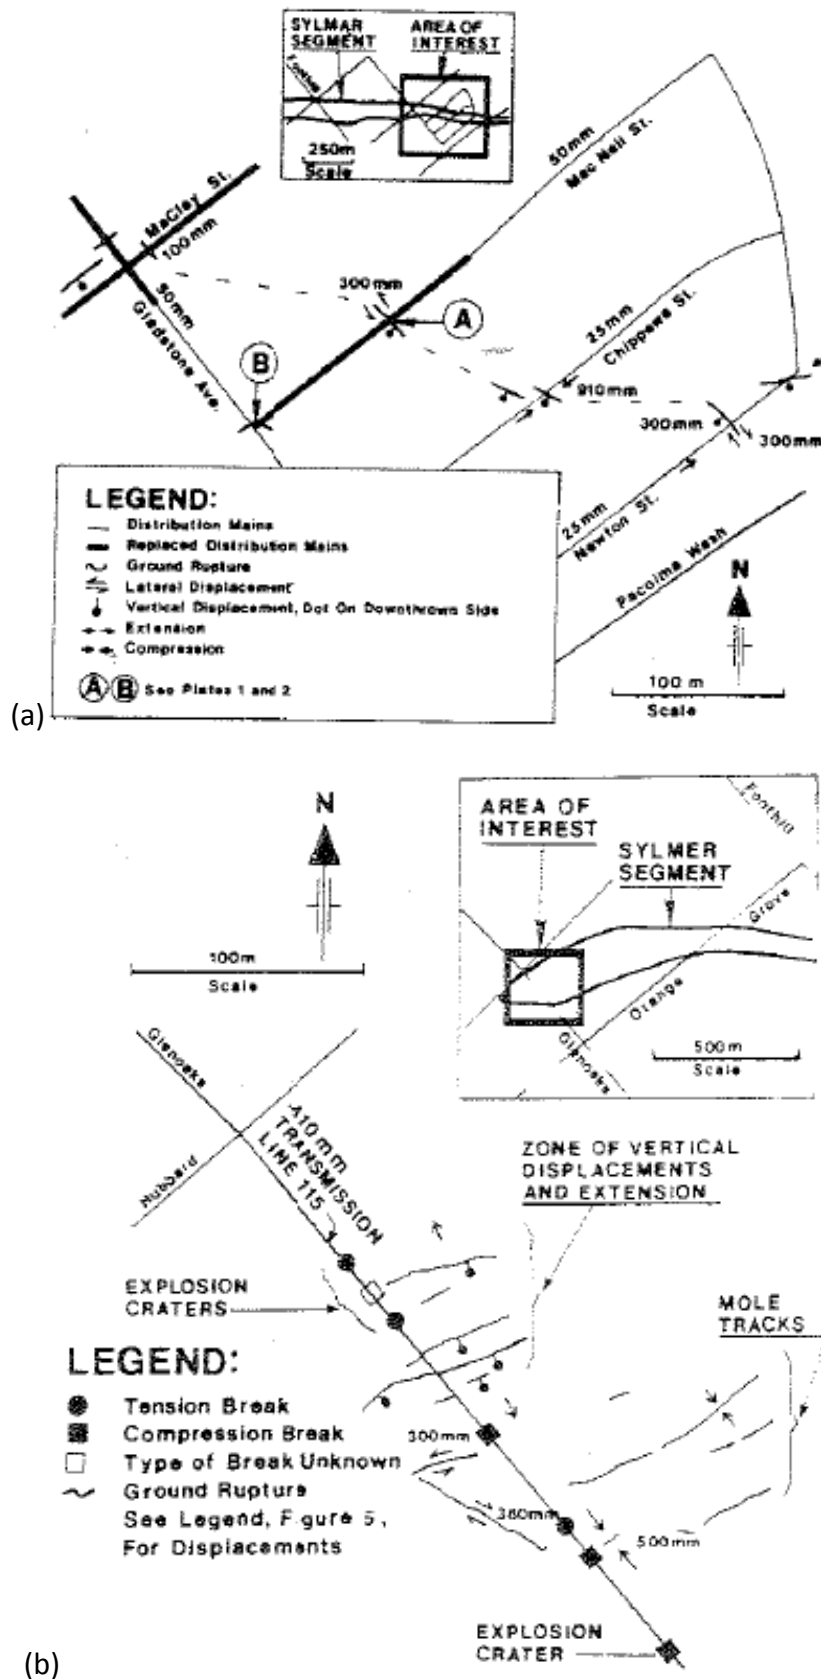 SYLMAR
SEGMENT
AREA OF
INTEREST
Foothill
250m
Scale
50mm
Mac Neil St.
MaClay St.
100mm
50mm
Gladstone Ave.
300mm
A
B
25mm
Chippewa St.
910mm
300mm
300mm
25mm
Newton St.
Pacoima Wash
N
100 m
Scale
LEGEND:
Distribution Mains
Replaced Distribution Mains
Ground Rupture
Lateral Displacement
Vertical Displacement, Dot On Downthrown Side
Extension
Compression
A B See Plates 1 and 2
(a)
N
100m
Scale
AREA OF
INTEREST
SYLMER
SEGMENT
Foothill
Grove
Orange
Glenoaks
500m
Scale
Glenoaks
Hubbard
410 mm
TRANSMISSION
LINE 115
ZONE OF VERTICAL
DISPLACEMENTS
AND EXTENSION
EXPLOSION
CRATERS
MOLE
TRACKS
LEGEND:
Tension Break
Compression Break
Type of Break Unknown
Ground Rupture
See Legend, Figure 5,
For Displacements
300mm
380mm
500mm
EXPLOSION
CRATER
(b)